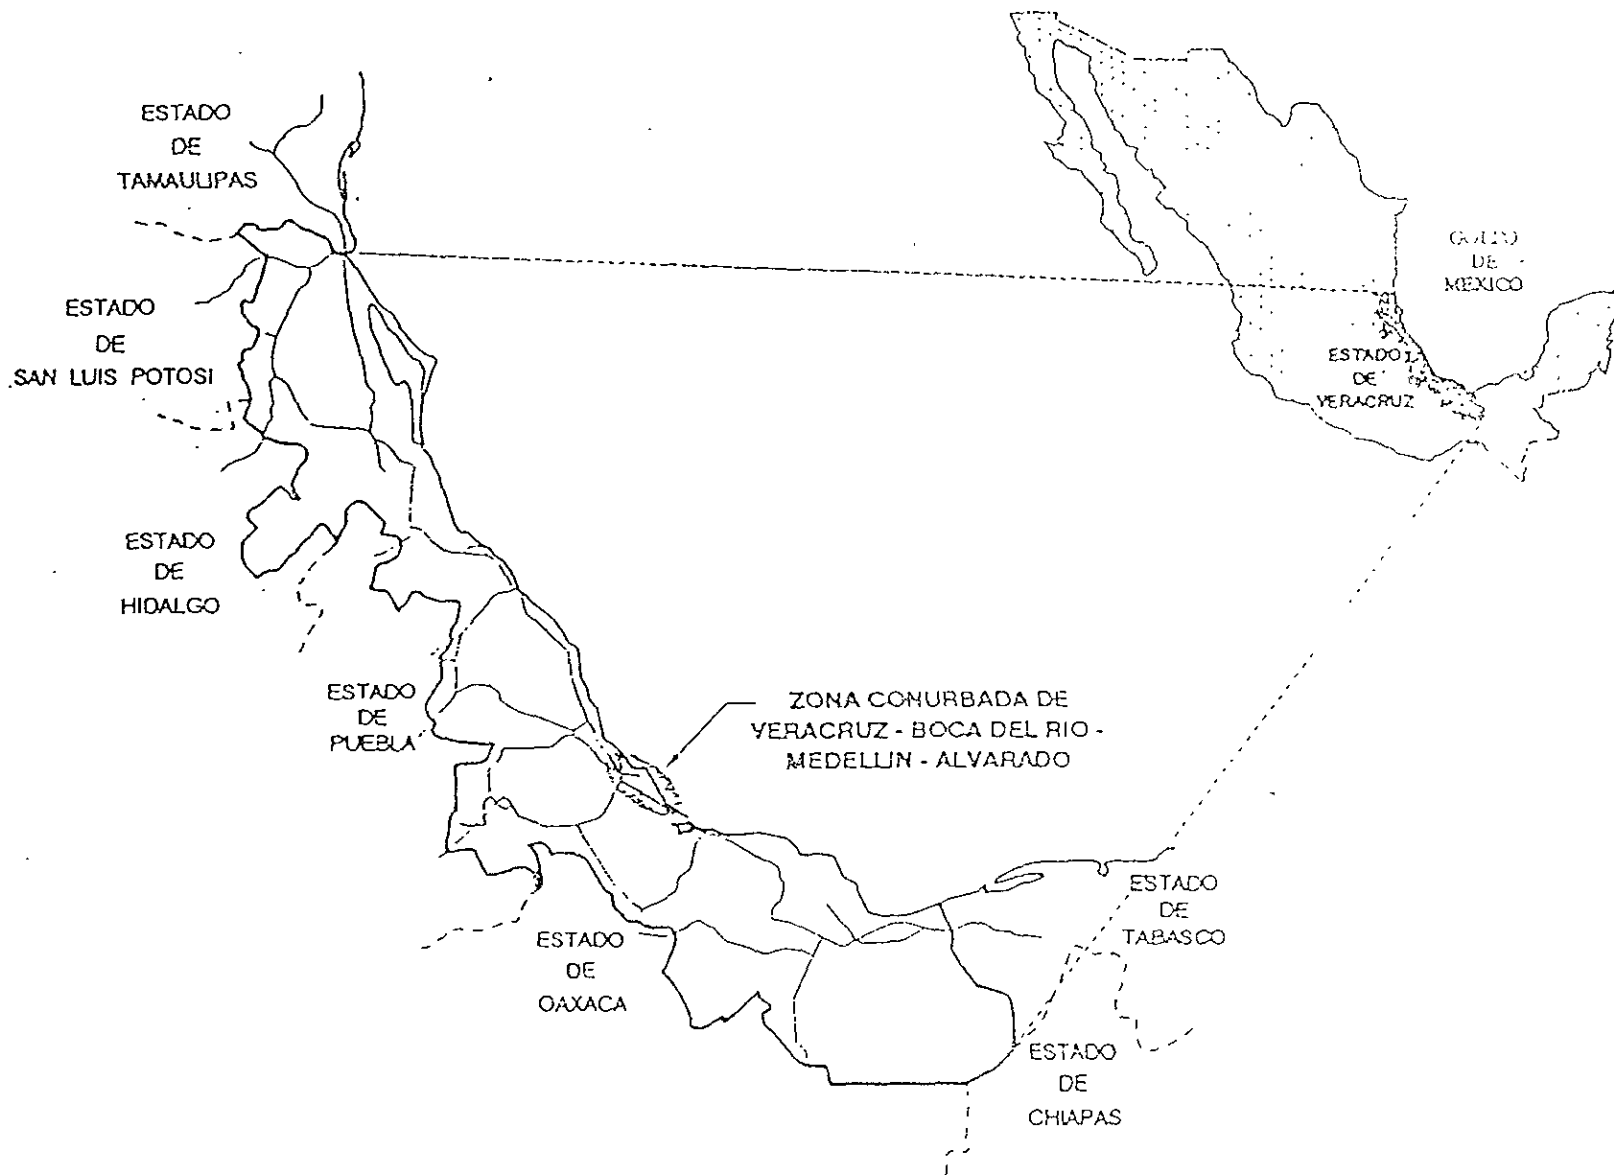 ESTADO
DE
TAMAULIPAS
ESTADO
DE
SAN LUIS POTOSI
ESTADO
DE
HIDALGO
ESTADO
DE
PUEBLA
ZONA CONURBADA DE
VERACRUZ - BOCA DEL RIO -
MEDELLIN - ALVARADO
ESTADO
DE
OAXACA
ESTADO
DE
TABASCO
ESTADO
DE
CHIAPAS
GOLFO
DE
MEXICO
ESTADO
DE
VERACRUZ